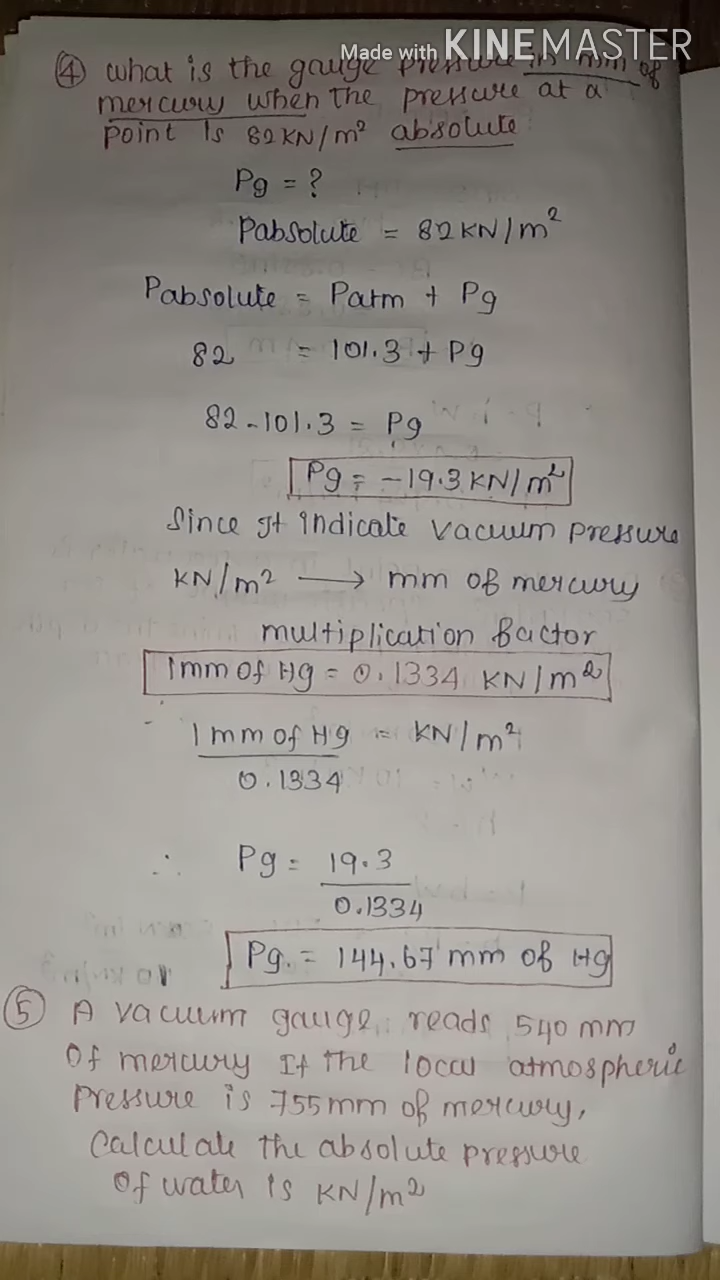 Made with KINEMASTER
④ What is the gauge pressure in mm of
mercury when the pressure at a
point is 82 KN/m² absolute
Pg = ?
Pabsolute = 82 KN/m²
Pabsolute = Patm + Pg
82 = 101.3 + Pg
82 - 101.3 = Pg
Pg = -19.3 KN/m²
Since It indicate vacuum pressure
KN/m² → mm of mercury
multiplication factor
1mm of Hg = 0.1334 KN/m²
1 mm of Hg = KN/m²
0.1334
∴ Pg = 19.3
0.1334
Pg. = 144.67 mm of Hg
⑤ A vacuum gauge reads 540 mm
Of mercury If the local atmospheric
Pressure is 755mm of mercury,
Calculate the absolute pressure
Of water is KN/m²